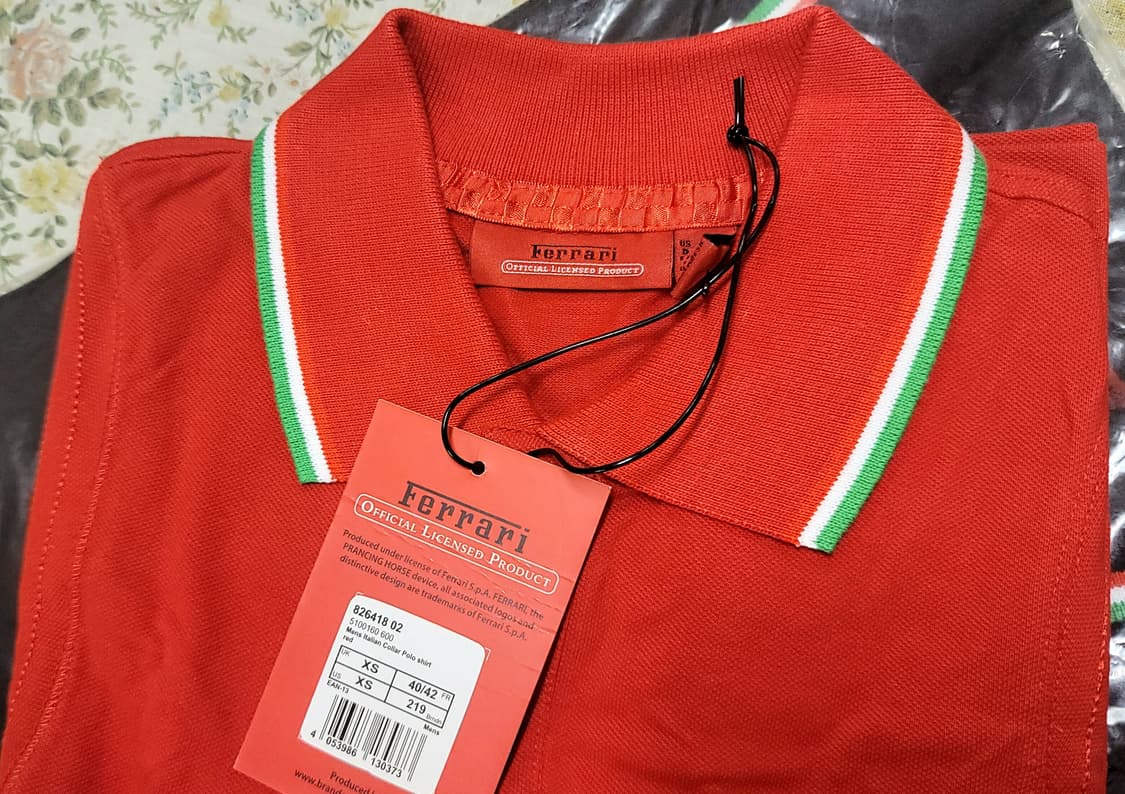 Ferrari
OFFICIAL LICENSED PRODUCT
US
Ferrari
OFFICIAL LICENSED PRODUCT
Produced under license of Ferrari S.p.A. FERRARI, the
PRANCING HORSE device, all associated logos and
distinctive design are trademarks of Ferrari S.p.A.
826418 02
5100160 600
Mens Italian Collar Polo shirt
red
UK XS 40/42 FR
US XS 219 Brndn
EAN-13 Mens
4 053986 130373
Produced
www.brand